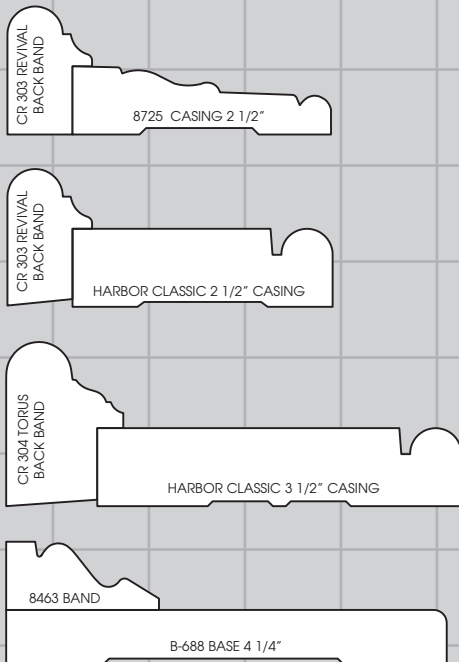 CR 303 REVIVAL
BACK BAND
8725 CASING 2 1/2”
CR 303 REVIVAL
BACK BAND
HARBOR CLASSIC 2 1/2” CASING
CR 304 TORUS
BACK BAND
HARBOR CLASSIC 3 1/2” CASING
8463 BAND
B-688 BASE 4 1/4”